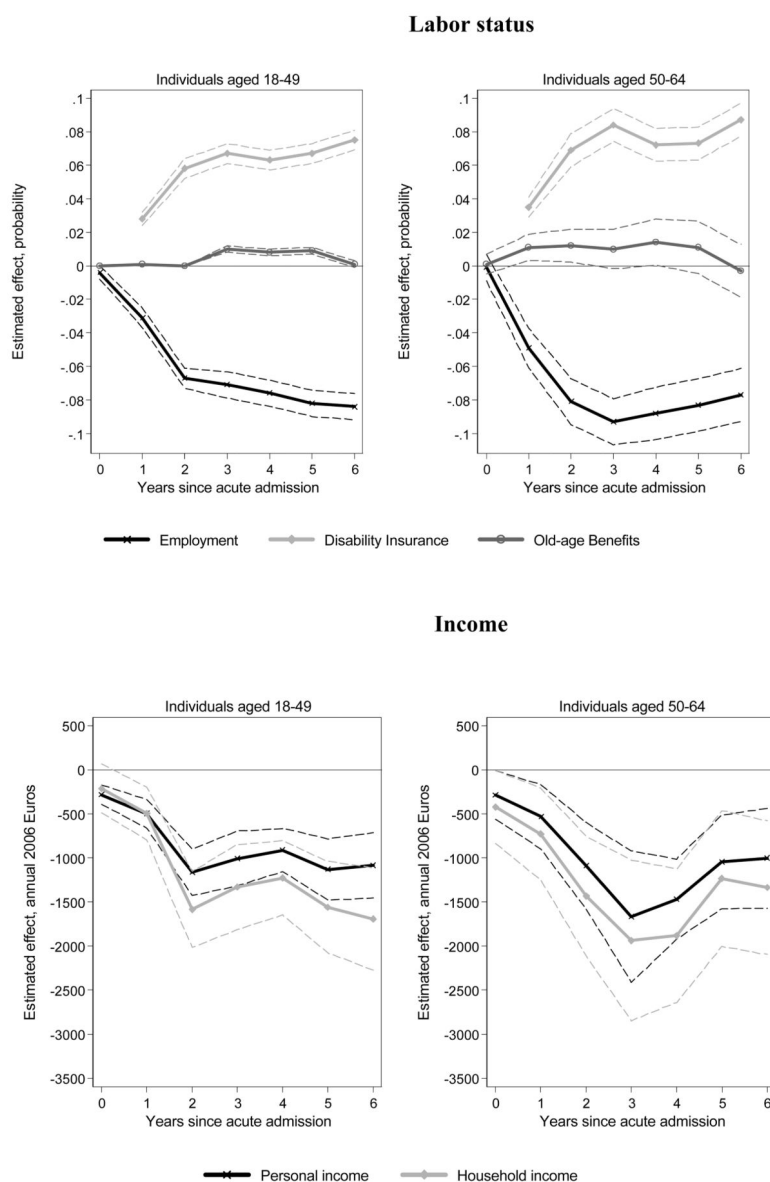 Labor status
Individuals aged 18-49
Individuals aged 50-64
Estimated effect, probability
.1
.08
.06
.04
.02
0
-.02
-.04
-.06
-.08
-.1
0 1 2 3 4 5 6
Years since acute admission
Estimated effect, probability
.1
.08
.06
.04
.02
0
-.02
-.04
-.06
-.08
-.1
0 1 2 3 4 5 6
Years since acute admission
Employment Disability Insurance Old-age Benefits
Income
Individuals aged 18-49
Individuals aged 50-64
Estimated effect, annual 2006 Euros
500
0
-500
-1000
-1500
-2000
-2500
-3000
-3500
0 1 2 3 4 5 6
Years since acute admission
Estimated effect, annual 2006 Euros
500
0
-500
-1000
-1500
-2000
-2500
-3000
-3500
0 1 2 3 4 5 6
Years since acute admission
Personal income Household income